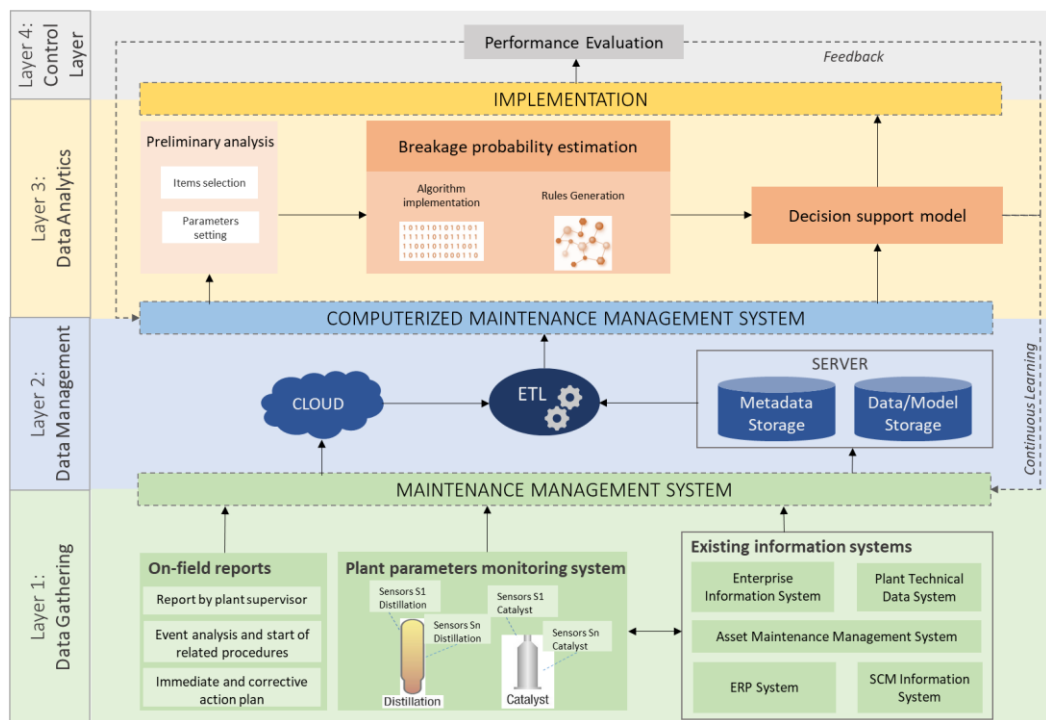 Layer 4:
Control
Layer
Performance Evaluation
Feedback
IMPLEMENTATION
Layer 3:
Data Analytics
Preliminary analysis
Items selection
Parameters
setting
Breakage probability estimation
Algorithm
implementation
1010101010101
1111101011111
1100101011001
1010101000110
Rules Generation
Decision support model
COMPUTERIZED MAINTENANCE MANAGEMENT SYSTEM
Layer 2:
Data Management
CLOUD
ETL
SERVER
Metadata
Storage
Data/Model
Storage
Continuous Learning
MAINTENANCE MANAGEMENT SYSTEM
Layer 1:
Data Gathering
On-field reports
Report by plant supervisor
Event analysis and start of
related procedures
Immediate and corrective
action plan
Plant parameters monitoring system
Sensors S1
Distillation
Sensors Sn
Distillation
Distillation
Sensors S1
Catalyst
Sensors Sn
Catalyst
Catalyst
Existing information systems
Enterprise
Information System
Plant Technical
Data System
Asset Maintenance Management System
ERP System
SCM Information
System